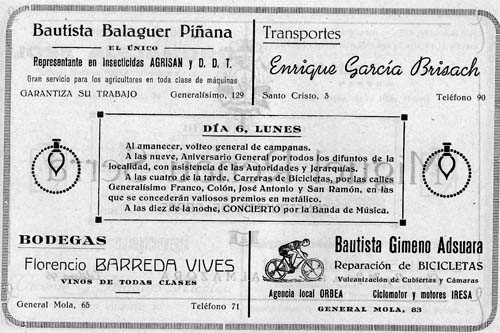 Bautista Balaguer Piñana
EL ÚNICO
Representante en Insecticidas AGRISAN y D. D. T.
Gran servicio para los agricultores en toda clase de máquinas
GARANTIZA SU TRABAJO Generalísimo, 129
Transportes
Enrique García Brisach
Santo Cristo, 5 Teléfono 90
DÍA 6, LUNES
Al amanecer, volteo general de campanas.
A las nueve, Aniversario General por todos los difuntos de la
localidad, con asistencia de las Autoridades y Jerarquías.
A las cuatro de la tarde, Carreras de Bicicletas, por las calles
Generalísimo Franco, Colón, José Antonio y San Ramón, en las
que se concederán valiosos premios en metálico.
A las diez de la noche, CONCIERTO por la Banda de Música.
BODEGAS
Florencio BARREDA VIVES
VINOS DE TODAS CLASES
General Mola, 65 Teléfono 71
Bautista Gimeno Adsuara
Reparación de BICICLETAS
Vulcanización de Cubiertas y Cámaras
Agencia local ORBEA Ciclomotor y motores IRESA
GENERAL MOLA, 83